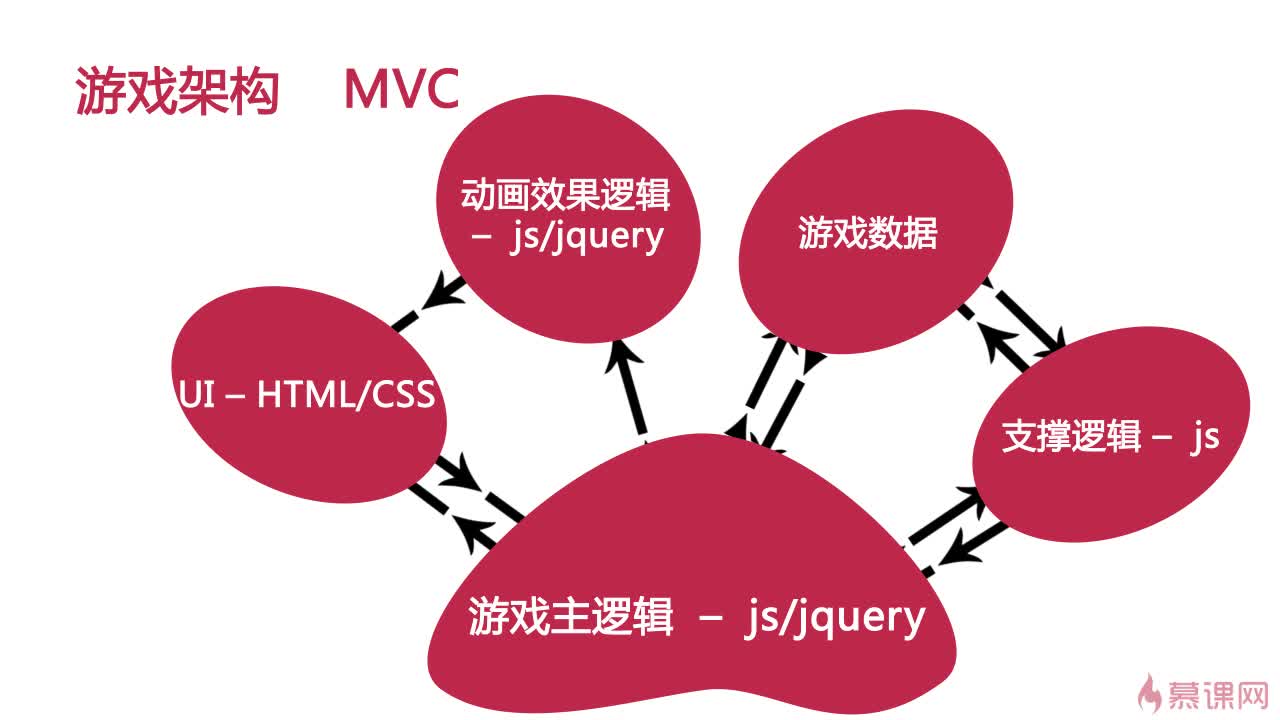 游戏架构 MVC
动画效果逻辑
– js/jquery
游戏数据
UI – HTML/CSS
支撑逻辑 – js
游戏主逻辑 – js/jquery
慕课网